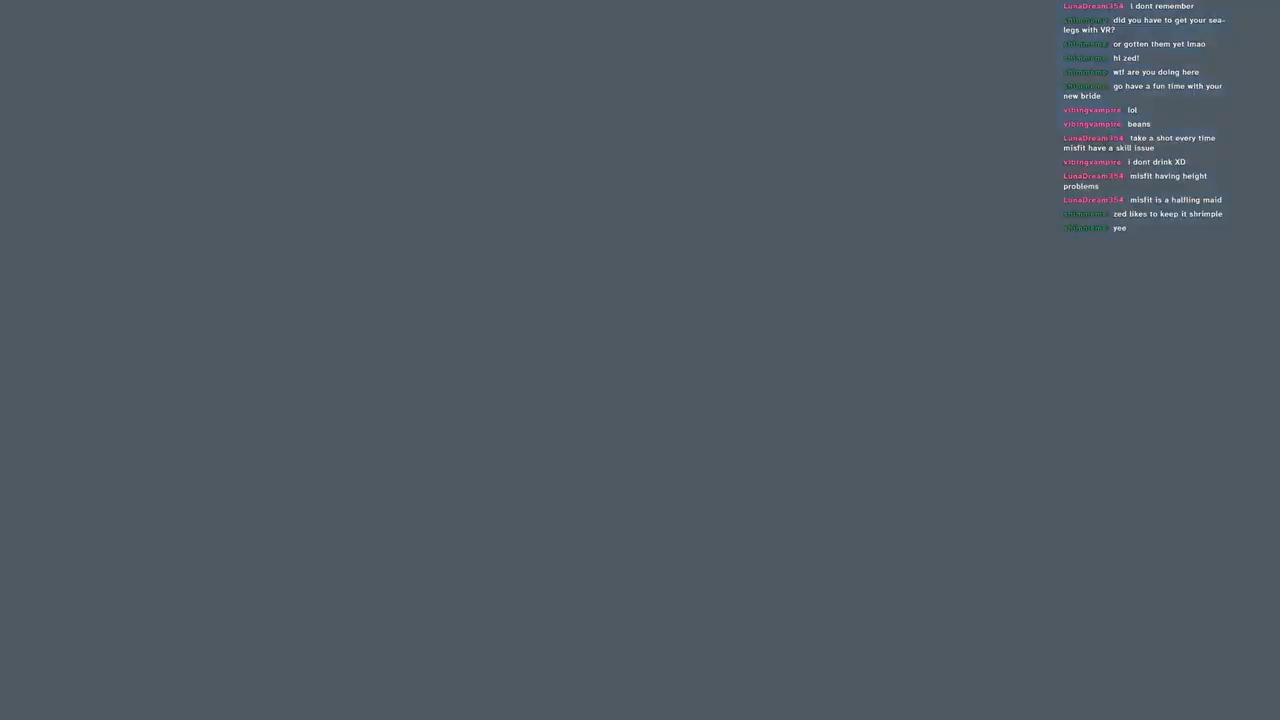 LunaDream354 i dont remember
did you have to get your sea-
legs with VR?
or gotten them yet lmao
hi zed!
wtf are you doing here
go have a fun time with your
new bride
vibingvampire lol
vibingvampire beans
LunaDream354 take a shot every time
misfit have a skill issue
vibingvampire i dont drink XD
LunaDream354 misfit having height
problems
LunaDream354 misfit is a halfling maid
zed likes to keep it shrimple
yee